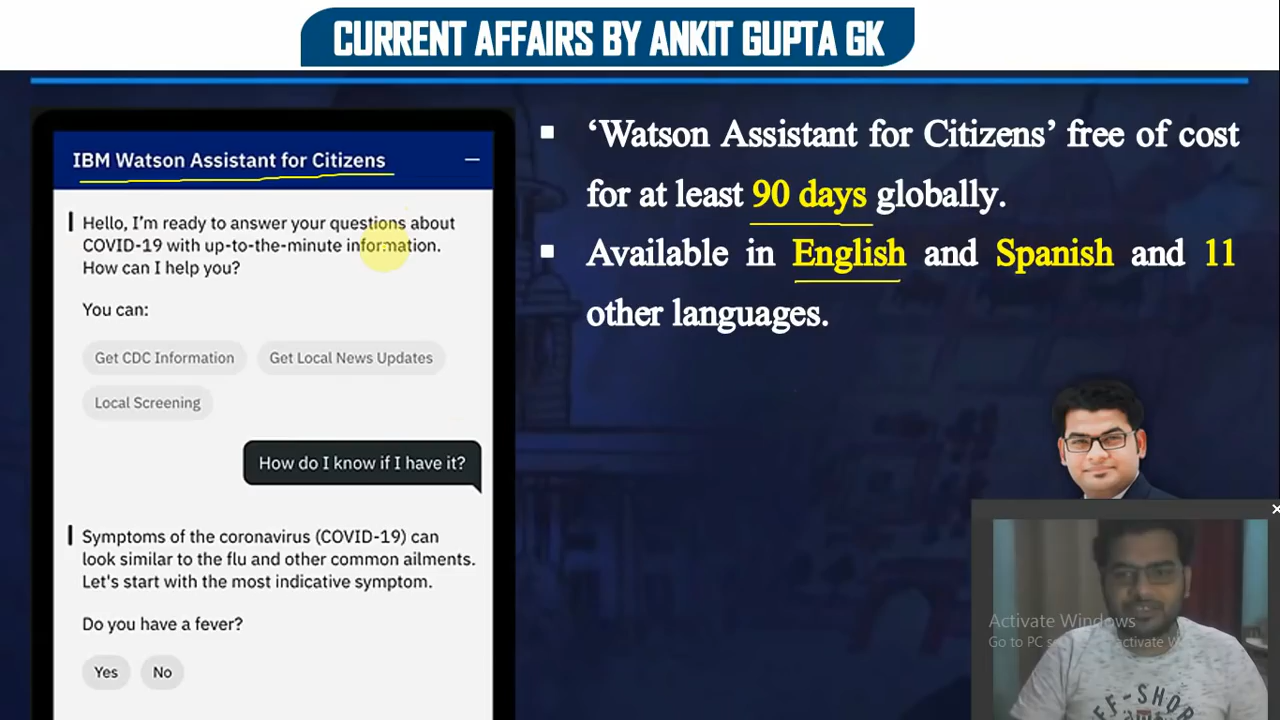 CURRENT AFFAIRS BY ANKIT GUPTA GK
IBM Watson Assistant for Citizens
Hello, I'm ready to answer your questions about
COVID-19 with up-to-the-minute information.
How can I help you?
You can:
Get CDC Information
Get Local News Updates
Local Screening
How do I know if I have it?
Symptoms of the coronavirus (COVID-19) can
look similar to the flu and other common ailments.
Let's start with the most indicative symptom.
Do you have a fever?
Yes
No
‘Watson Assistant for Citizens’ free of cost
for at least 90 days globally.
Available in English and Spanish and 11
other languages.
Activate Windows
Go to PC